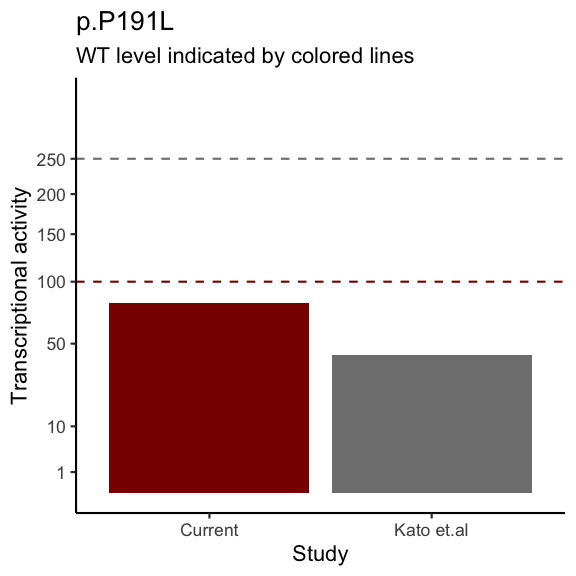 p.P191L
WT level indicated by colored lines
Transcriptional activity
250
200
150
100
50
10
1
Current
Kato et.al
Study